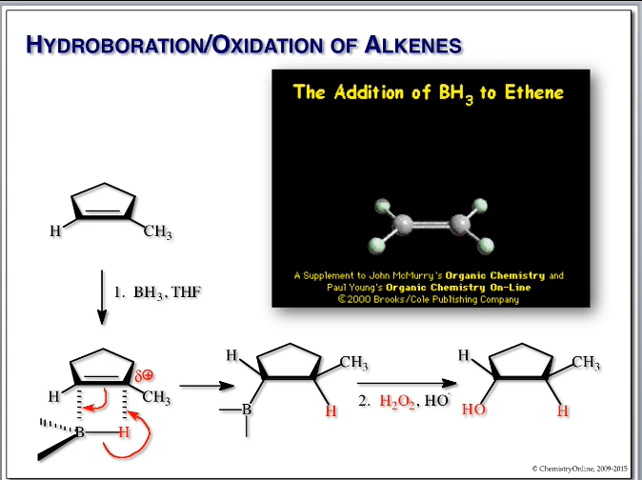 HYDROBORATION/OXIDATION OF ALKENES
The Addition of BH3 to Ethene
A Supplement to John McMurry's Organic Chemistry and
Paul Young's Organic Chemistry On-Line
©2000 Brooks/Cole Publishing Company
H
CH3
1. BH3, THF
δ⊕
H
CH3
B
H
H
CH3
B
H
2. H2O2, HO-
H
CH3
HO
H
© ChemistryOnline, 2009-2015